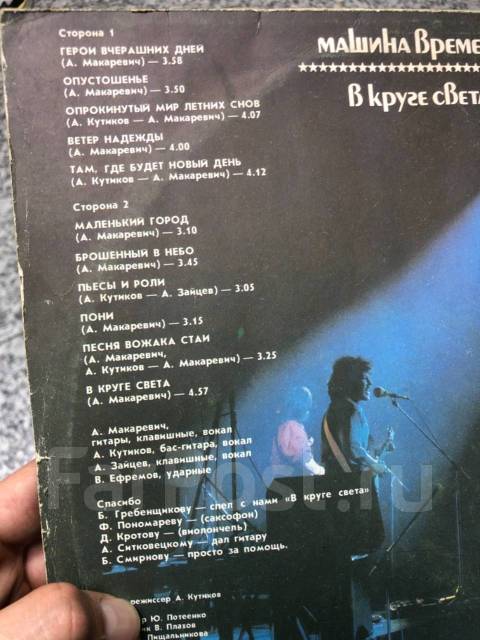 Сторона 1
ГЕРОИ ВЧЕРАШНИХ ДНЕЙ
(А. Макаревич) — 3.58
ОПУСТОШЕНЬЕ
(А. Макаревич) — 3.50
ОПРОКИНУТЫЙ МИР ЛЕТНИХ СНОВ
(А. Кутиков — А. Макаревич) — 4.07
ВЕТЕР НАДЕЖДЫ
(А. Макаревич) — 4.00
ТАМ, ГДЕ БУДЕТ НОВЫЙ ДЕНЬ
(А. Кутиков — А. Макаревич) — 4.12
Сторона 2
МАЛЕНЬКИЙ ГОРОД
(А. Макаревич) — 3.10
БРОШЕННЫЙ В НЕБО
(А. Макаревич) — 3.45
ПЬЕСЫ И РОЛИ
(А. Кутиков — А. Зайцев) — 3.05
ПОНИ
(А. Макаревич) — 3.15
ПЕСНЯ ВОЖАКА СТАИ
(А. Макаревич,
А. Кутиков — А. Макаревич) — 3.25
В КРУГЕ СВЕТА
(А. Макаревич) — 4.57
А. Макаревич,
гитары, клавишные, вокал
А. Кутиков, бас-гитара, вокал
А. Зайцев, клавишные, вокал
В. Ефремов, ударные
Спасибо
Б. Гребенщикову — спел с нами «В круге света»
Ф. Пономареву — (саксофон)
Д. Кротову — (виолончель)
А. Ситковецкому — дал гитару
Б. Смирнову — просто за помощь.
режиссер А. Кутиков
Ю. Потеенко
В. Плазов
Пищальникова
МАШИНА ВРЕМЕ
В КРУГЕ СВЕТА
FarPost.ru